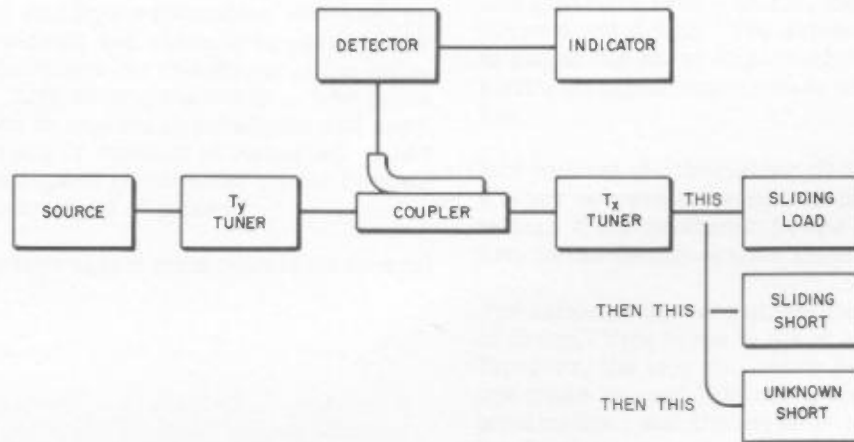 DETECTOR
INDICATOR
SOURCE
Ty
TUNER
COUPLER
Tx
TUNER
THIS
SLIDING
LOAD
THEN THIS
SLIDING
SHORT
THEN THIS
UNKNOWN
SHORT